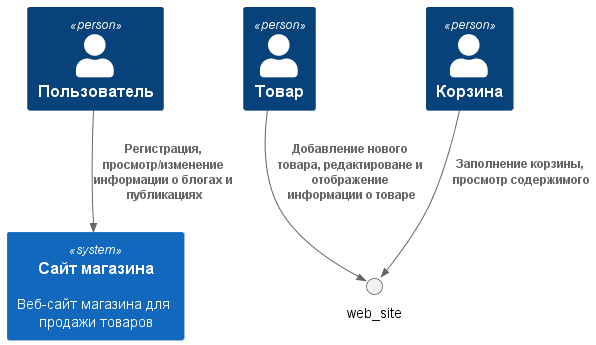 «person»
Пользователь
«person»
Товар
«person»
Корзина
Регистрация,
просмотр/изменение
информации о блогах и
публикациях
Добавление нового
товара, редактироване и
отображение
информации о товаре
Заполнение корзины,
просмотр содержимого
«system»
Сайт магазина
Веб-сайт магазина для
продажи товаров
web_site